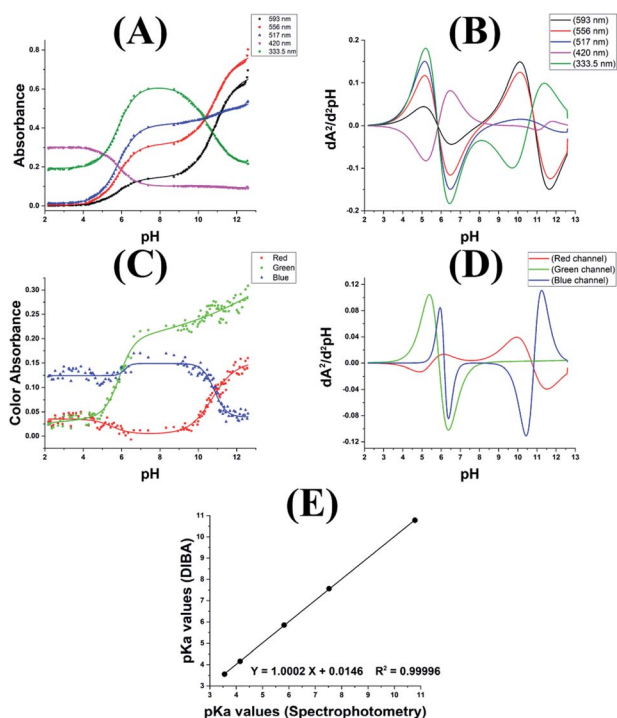 (A)
593 nm
556 nm
517 nm
420 nm
333.5 nm
0.8
0.6
0.4
0.2
0.0
Absorbance
2
4
6
8
10
12
pH
(B)
(593 nm)
(556 nm)
(517 nm)
(420 nm)
(333.5 nm)
0.2
0.1
0.0
-0.1
-0.2
dA²/d²pH
2
3
4
5
6
7
8
9
10
11
12
13
pH
(C)
Red
Green
Blue
0.30
0.25
0.20
0.15
0.10
0.05
0.00
Color Absorbance
2
4
6
8
10
12
pH
(D)
(Red channel)
(Green channel)
(Blue channel)
0.12
0.08
0.04
0.00
-0.04
-0.08
-0.12
dA²/d²pH
2
3
4
5
6
7
8
9
10
11
12
13
pH
(E)
11
10
9
8
7
6
5
4
3
pKa values (DIBA)
Y = 1.0002 X + 0.0146 R² = 0.99996
3
4
5
6
7
8
9
10
11
pKa values (Spectrophotometry)